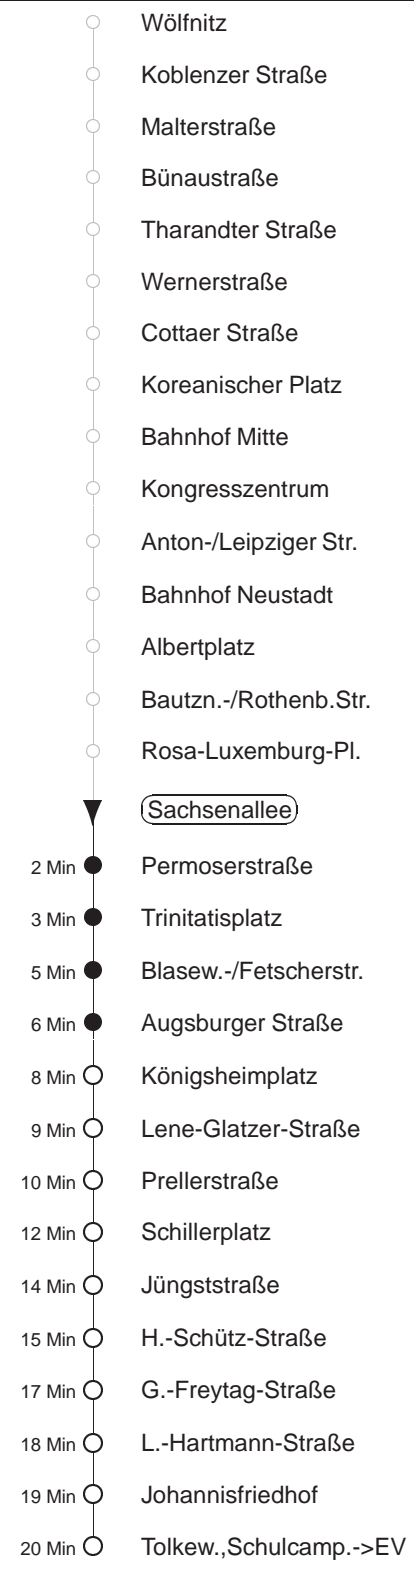 Wölfnitz
Koblenzer Straße
Malterstraße
Bünaustraße
Tharandter Straße
Wernerstraße
Cottaer Straße
Koreanischer Platz
Bahnhof Mitte
Kongresszentrum
Anton-/Leipziger Str.
Bahnhof Neustadt
Albertplatz
Bautzn.-/Rothenb.Str.
Rosa-Luxemburg-Pl.
Sachsenallee
2 Min Permoserstraße
3 Min Trinitatisplatz
5 Min Blasew.-/Fetscherstr.
6 Min Augsburger Straße
8 Min Königsheimplatz
9 Min Lene-Glatzer-Straße
10 Min Prellerstraße
12 Min Schillerplatz
14 Min Jüngststraße
15 Min H.-Schütz-Straße
17 Min G.-Freytag-Straße
18 Min L.-Hartmann-Straße
19 Min Johannisfriedhof
20 Min Tolkew.,Schulcamp.->EV